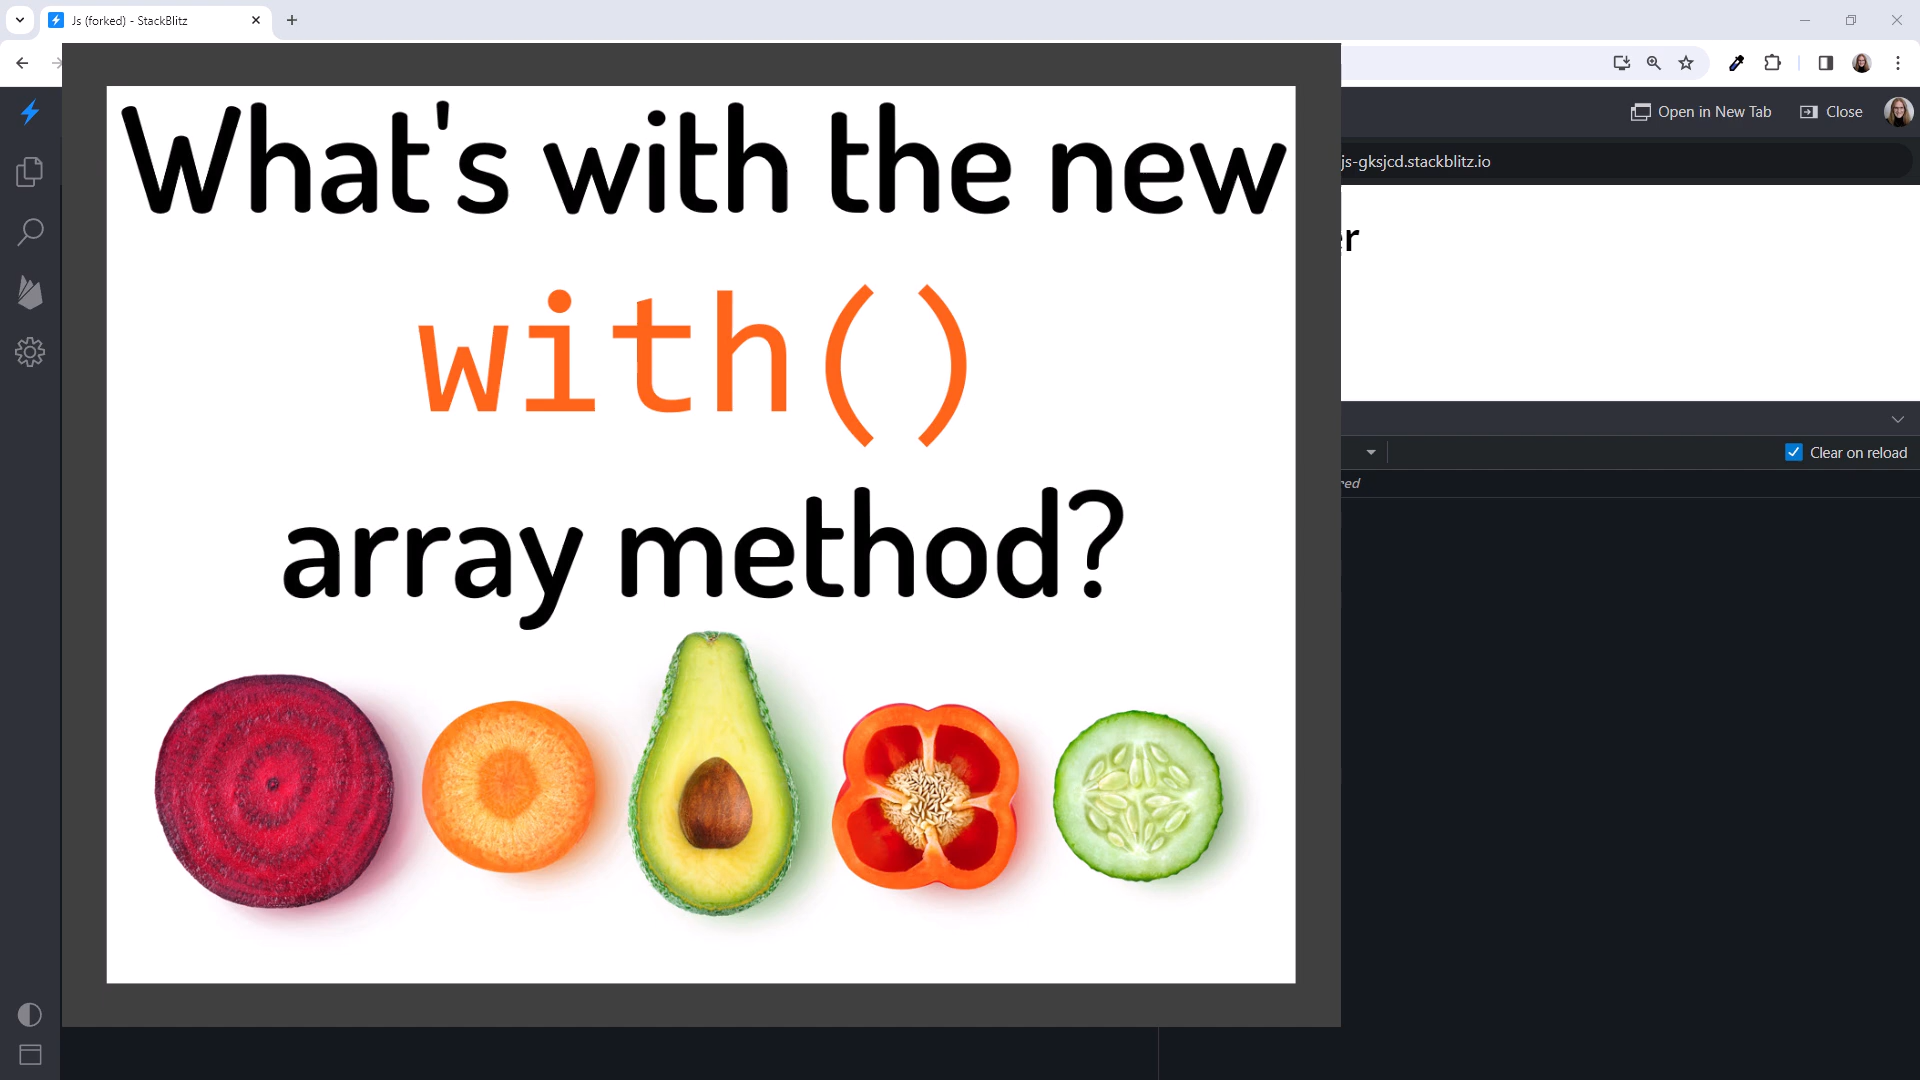 Js (forked) - StackBlitz
What's with the new
with()
array method?
Open in New Tab
Close
js-gksjcd.stackblitz.io
Clear on reload